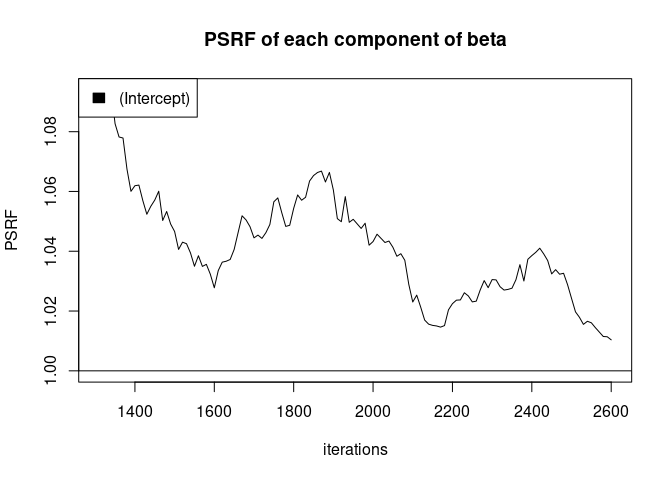 PSRF of each component of beta
(Intercept)
PSRF
1.08
1.06
1.04
1.02
1.00
1400 1600 1800 2000 2200 2400 2600
iterations